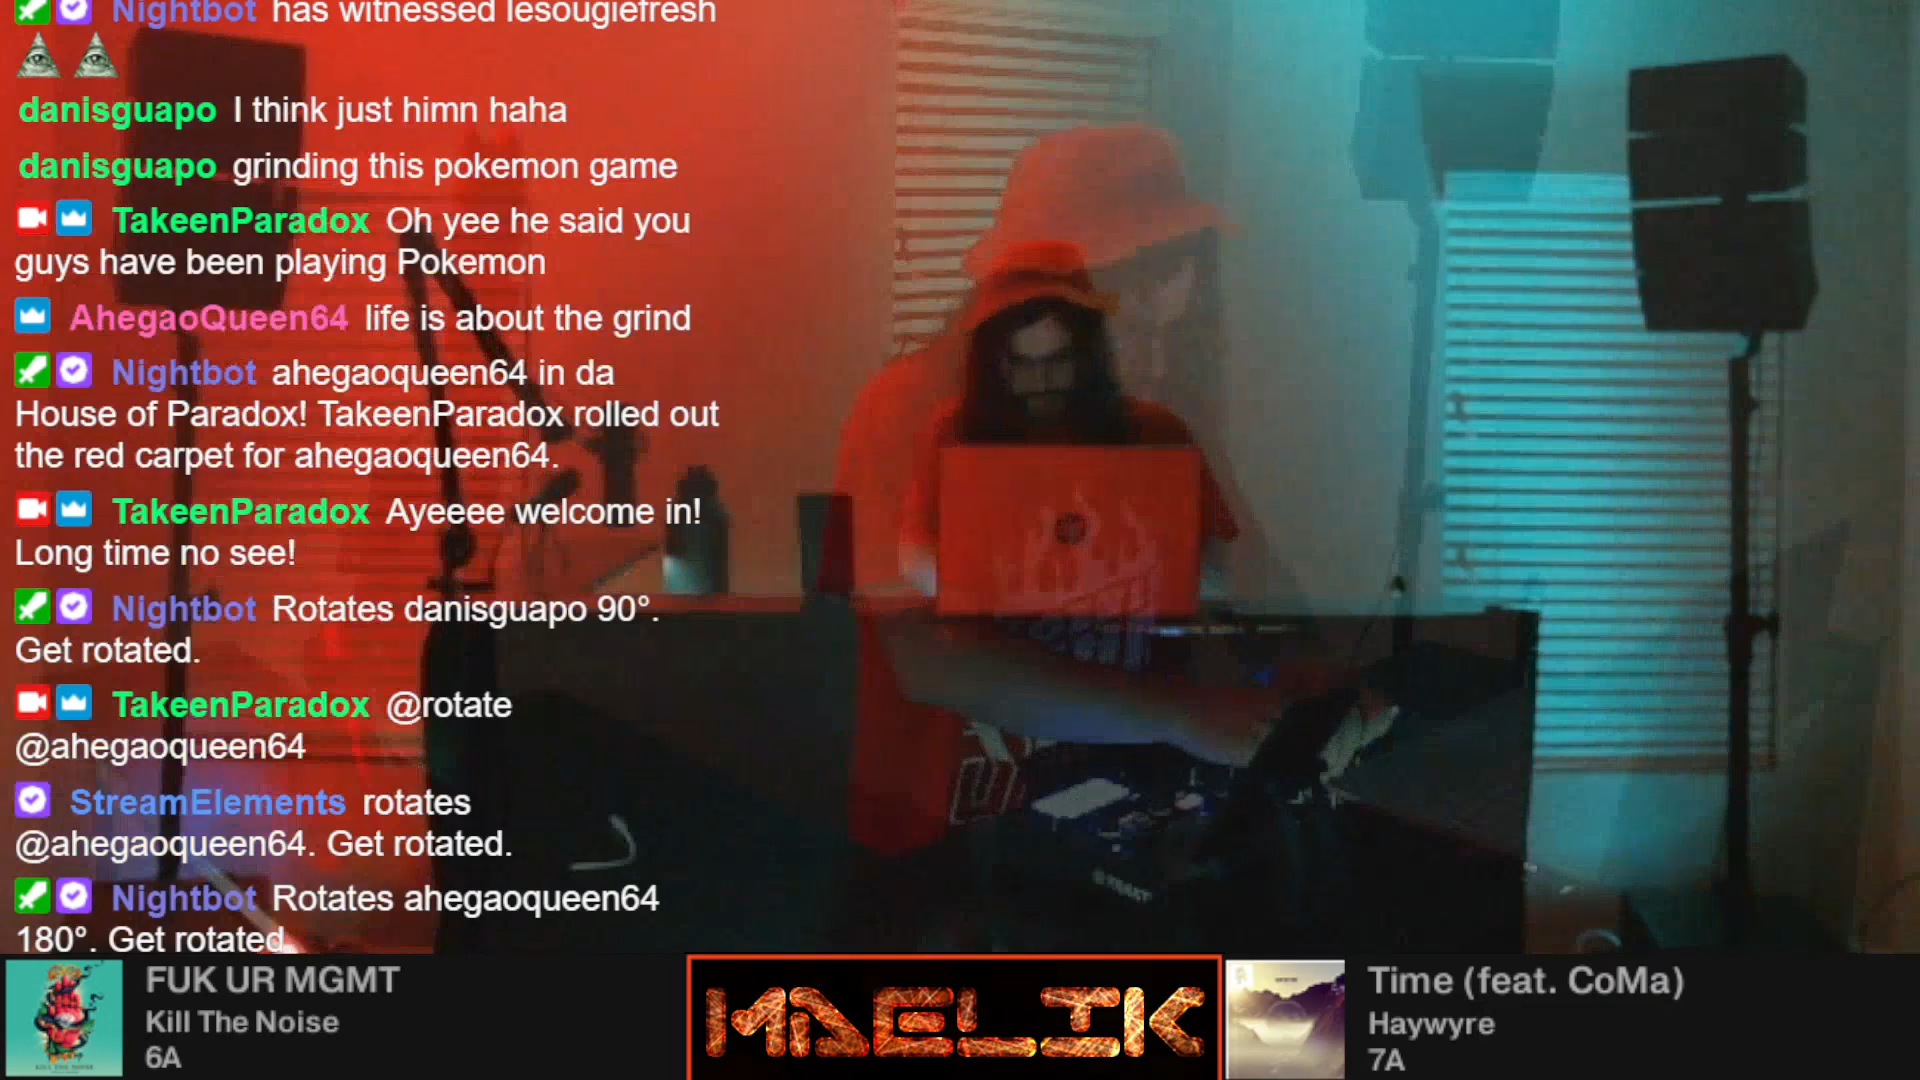 Nightbot has witnessed lesougiefresh
danisguapo I think just himn haha
danisguapo grinding this pokemon game
TakeenParadox Oh yee he said you
guys have been playing Pokemon
AhegaoQueen64 life is about the grind
Nightbot ahegaoqueen64 in da
House of Paradox! TakeenParadox rolled out
the red carpet for ahegaoqueen64.
TakeenParadox Ayeeee welcome in!
Long time no see!
Nightbot Rotates danisguapo 90°.
Get rotated.
TakeenParadox @rotate
@ahegaoqueen64
StreamElements rotates
@ahegaoqueen64. Get rotated.
Nightbot Rotates ahegaoqueen64
180°. Get rotated
FUK UR MGMT
Kill The Noise
6A
KILL THE NOISE
MAELIK
Time (feat. CoMa)
Haywyre
7A